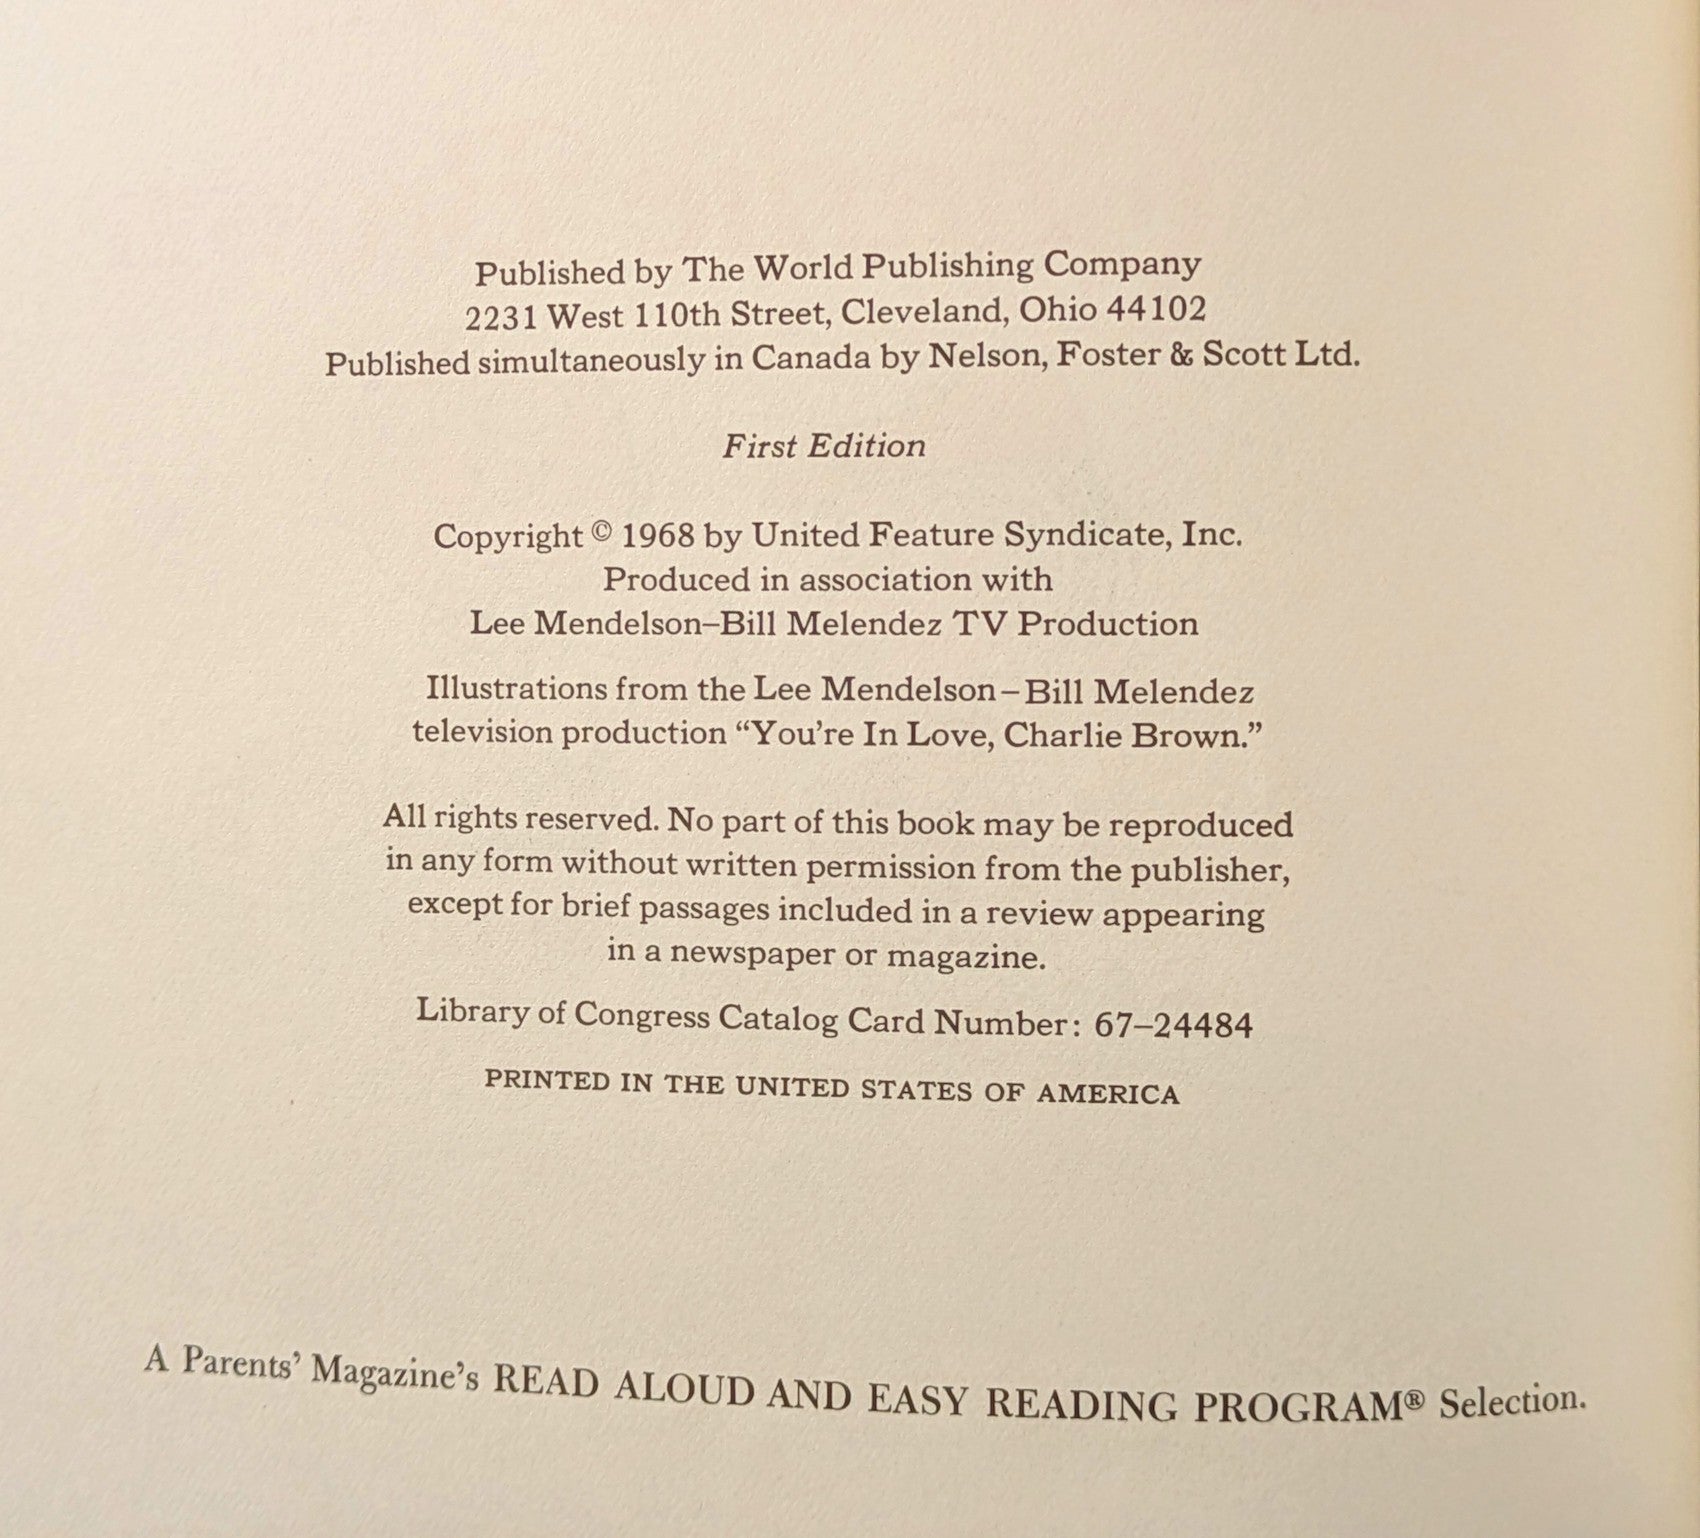 Published by The World Publishing Company
2231 West 110th Street, Cleveland, Ohio 44102
Published simultaneously in Canada by Nelson, Foster & Scott Ltd.
First Edition
Copyright © 1968 by United Feature Syndicate, Inc.
Produced in association with
Lee Mendelson–Bill Melendez TV Production
Illustrations from the Lee Mendelson–Bill Melendez
television production “You’re In Love, Charlie Brown.”
All rights reserved. No part of this book may be reproduced
in any form without written permission from the publisher,
except for brief passages included in a review appearing
in a newspaper or magazine.
Library of Congress Catalog Card Number: 67–24484
PRINTED IN THE UNITED STATES OF AMERICA
A Parents’ Magazine’s READ ALOUD AND EASY READING PROGRAM® Selection.